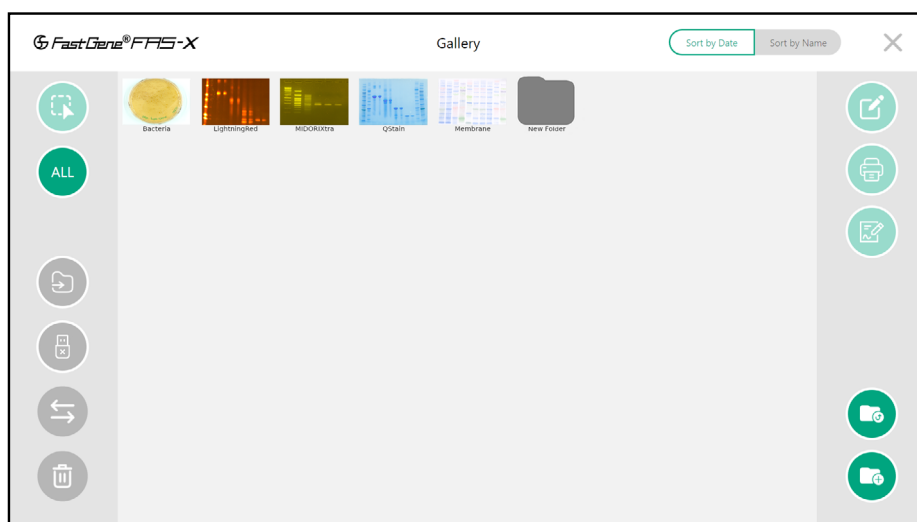 FastGene® FAS-X
Gallery
Sort by Date
Sort by Name
Bacteria
LightningRed
MIDORIXtra
QStain
Membrane
New Folder
ALL